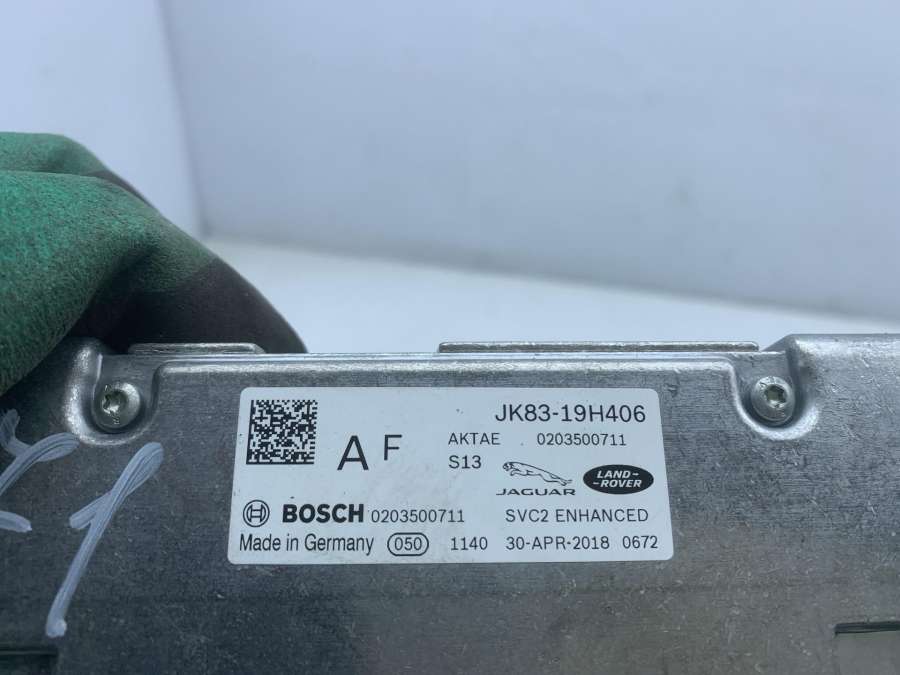 JK83-19H406
A F
AKTAE 0203500711
S13
JAGUAR
LAND-
-ROVER
BOSCH 0203500711
SVC2 ENHANCED
Made in Germany 050 1140 30-APR-2018 0672